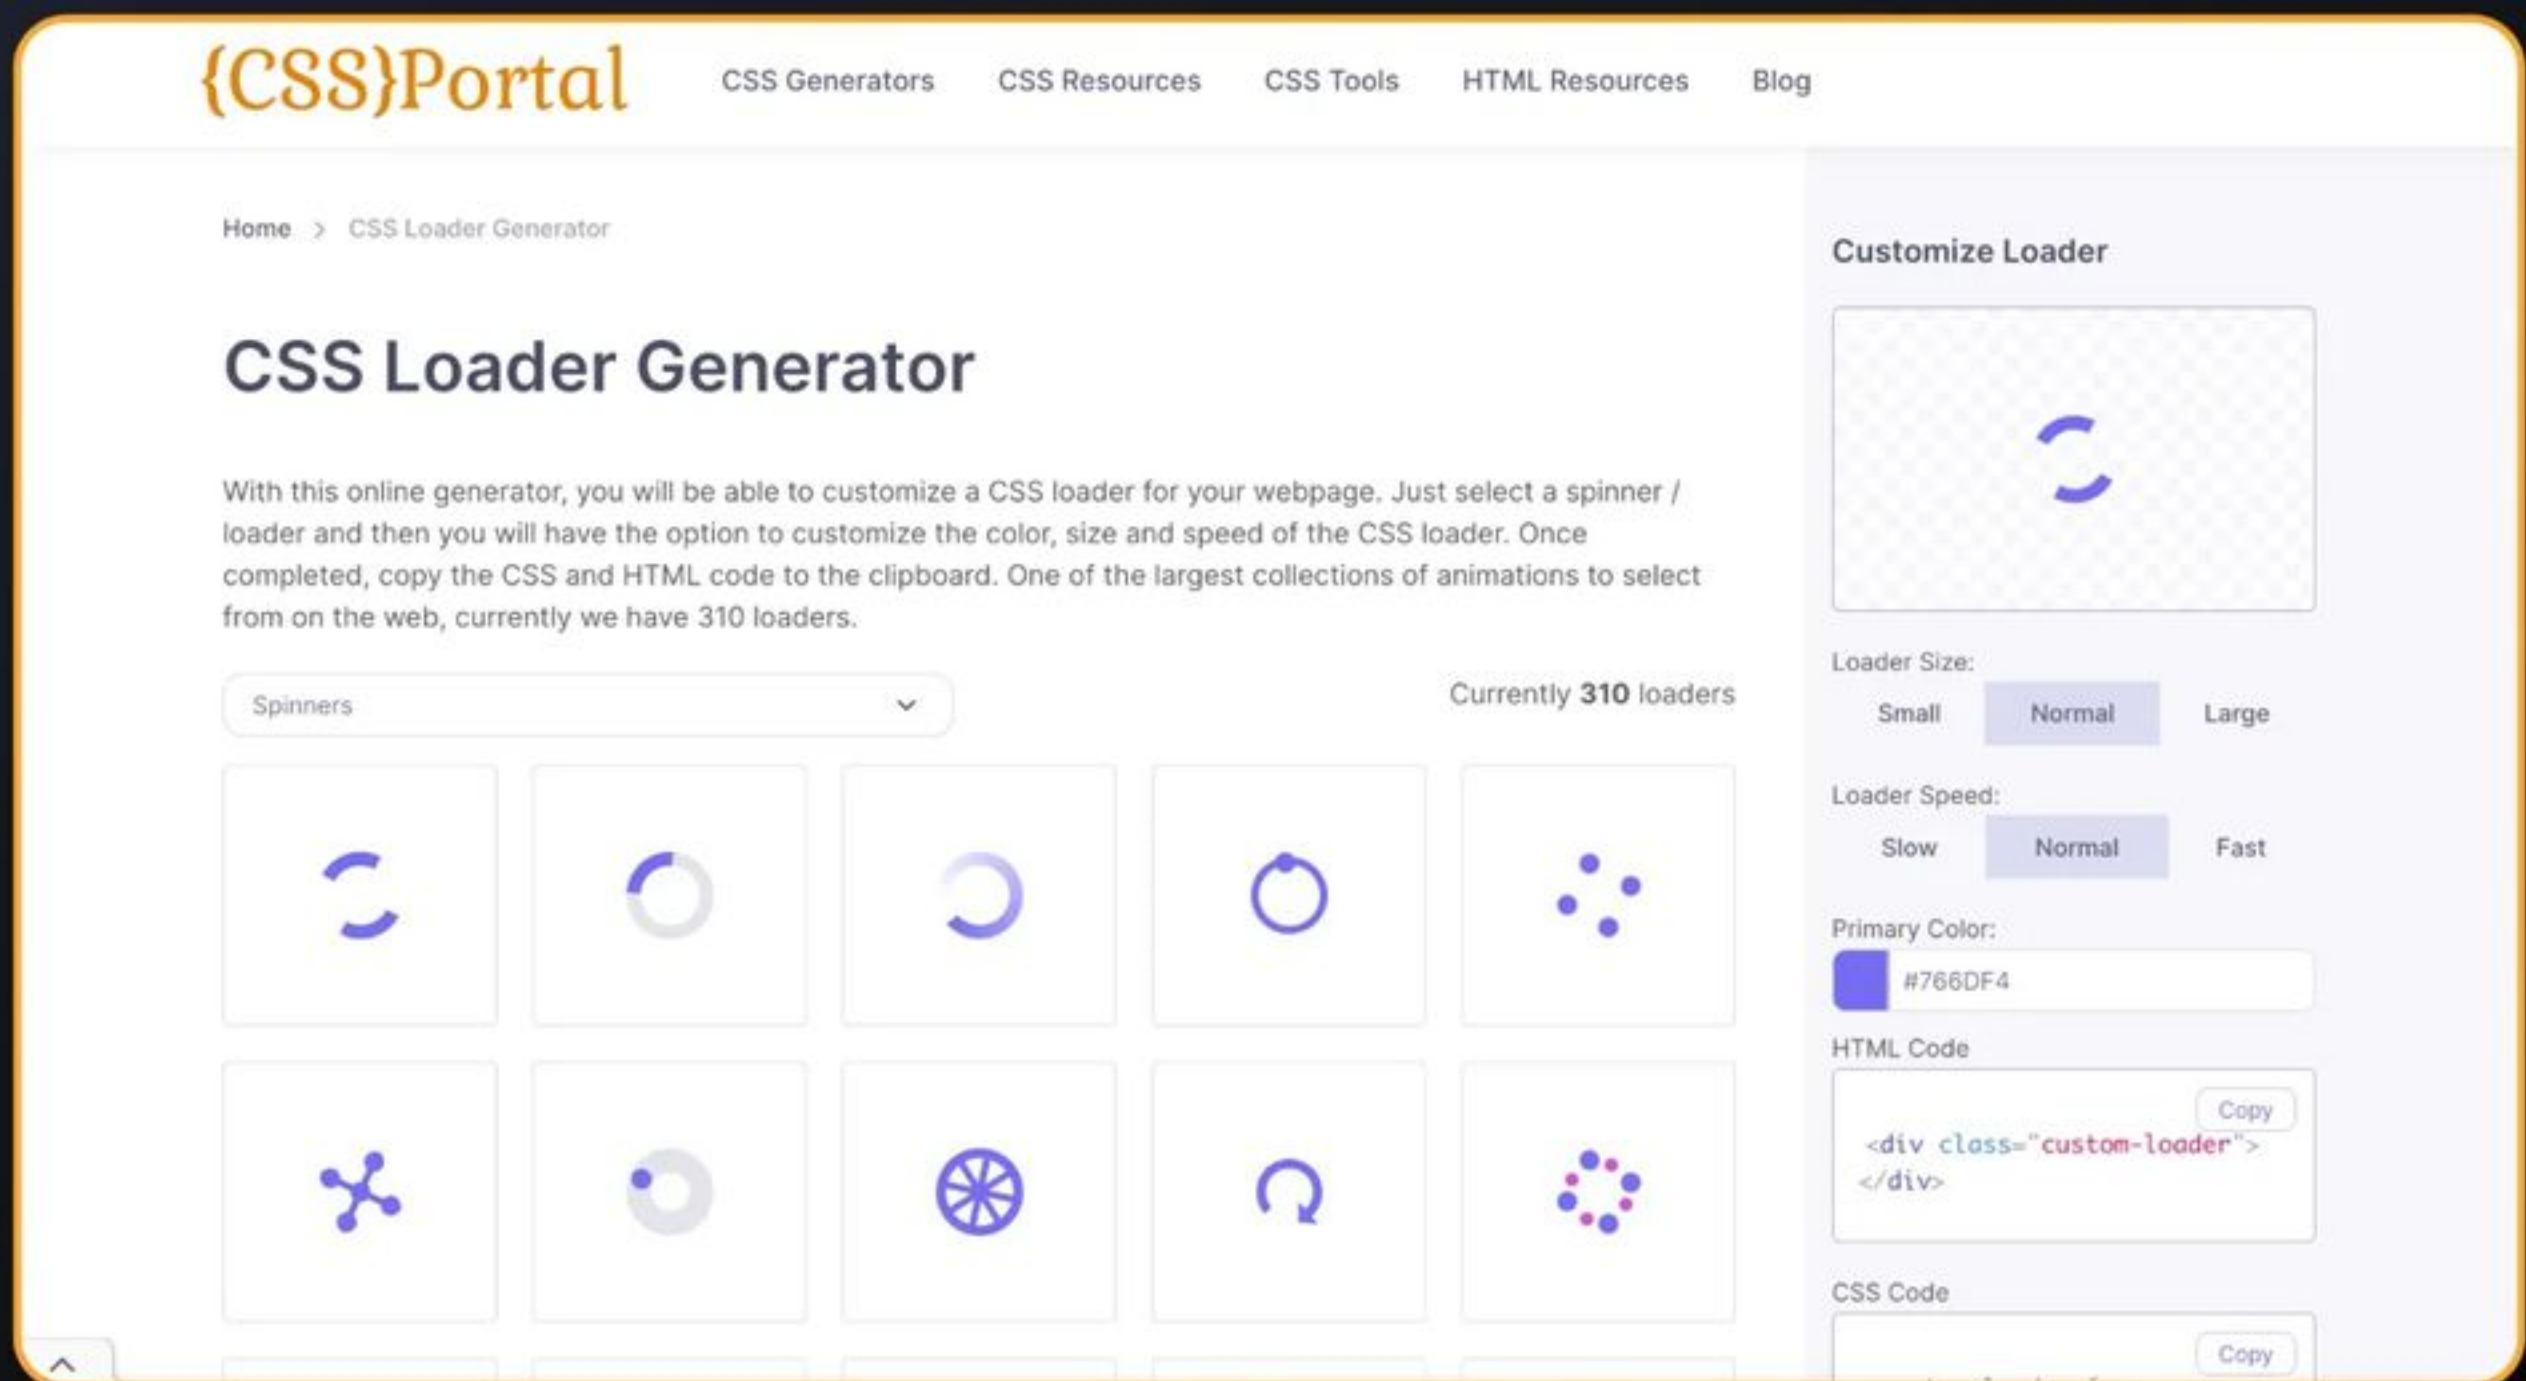 {CSS}Portal
CSS Generators
CSS Resources
CSS Tools
HTML Resources
Blog
Home > CSS Loader Generator
CSS Loader Generator
With this online generator, you will be able to customize a CSS loader for your webpage. Just select a spinner /
loader and then you will have the option to customize the color, size and speed of the CSS loader. Once
completed, copy the CSS and HTML code to the clipboard. One of the largest collections of animations to select
from on the web, currently we have 310 loaders.
Spinners
Currently 310 loaders
Customize Loader
Loader Size:
Small Normal Large
Loader Speed:
Slow Normal Fast
Primary Color:
#766DF4
HTML Code
Copy
<div class="custom-loader">
</div>
CSS Code
Copy